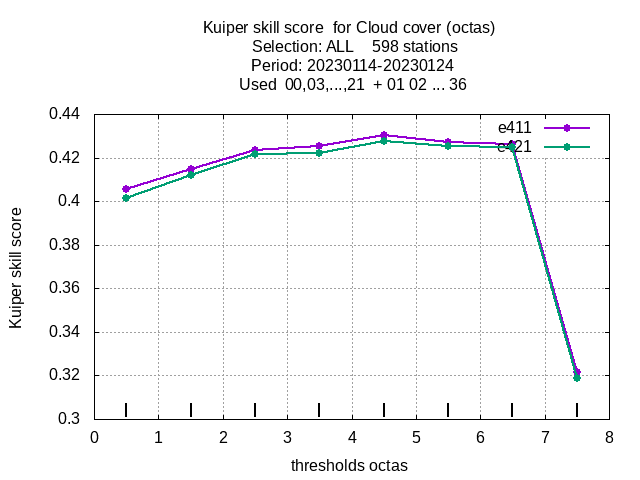 Kuiper skill score  for Cloud cover (octas)
Selection: ALL    598 stations
Period: 20230114-20230124
Used  00,03,...,21  + 01 02 ... 36
e411
e421
0.44
0.42
0.4
0.38
0.36
0.34
0.32
0.3
Kuiper skill score
0 1 2 3 4 5 6 7 8
thresholds octas